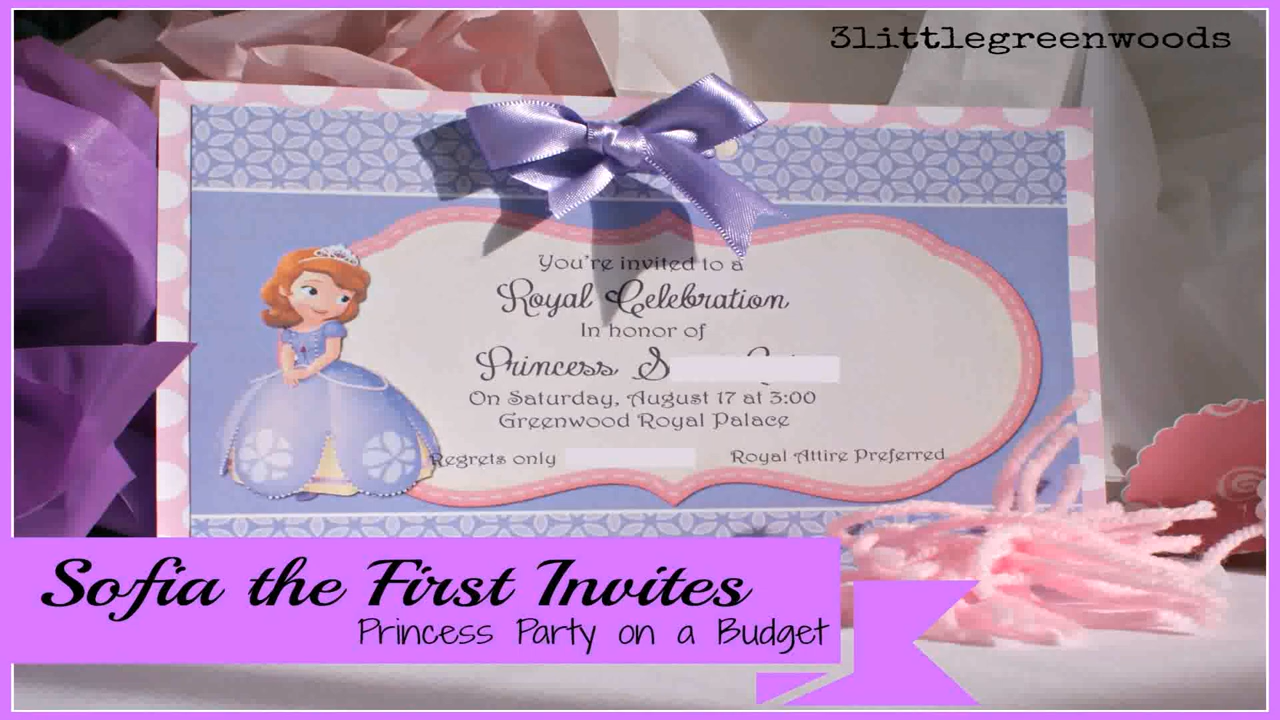 3littlegreenwoods
You're invited to a
Royal Celebration
In honor of
Princess S
On Saturday, August 17 at 3:00
Greenwood Royal Palace
Regrets only Royal Attire Preferred
Sofia the First Invites
Princess Party on a Budget